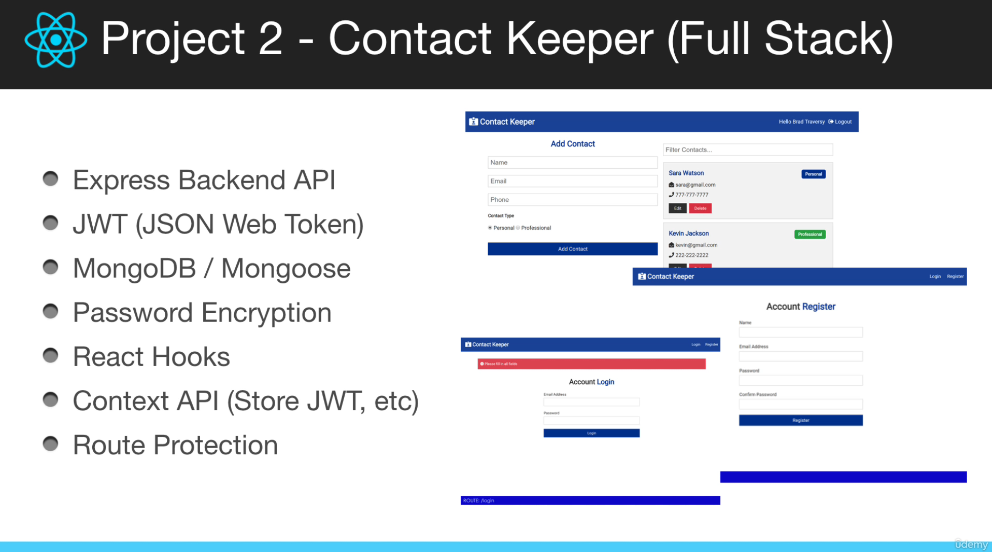 Project 2 - Contact Keeper (Full Stack)
Express Backend API
JWT (JSON Web Token)
MongoDB / Mongoose
Password Encryption
React Hooks
Context API (Store JWT, etc)
Route Protection
Contact Keeper
Hello Brad Traversy Logout
Add Contact
Name
Email
Phone
Contact Type
Personal Professional
Add Contact
Filter Contacts...
Sara Watson Personal
sara@gmail.com
777-777-7777
Edit Delete
Kevin Jackson Professional
kevin@gmail.com
222-222-2222
Contact Keeper Login Register
Account Register
Name
Email Address
Password
Confirm Password
Register
Contact Keeper Login Register
Please fill in all fields
Account Login
Email Address
Password
Login
ROUTE: /login
ûdemy